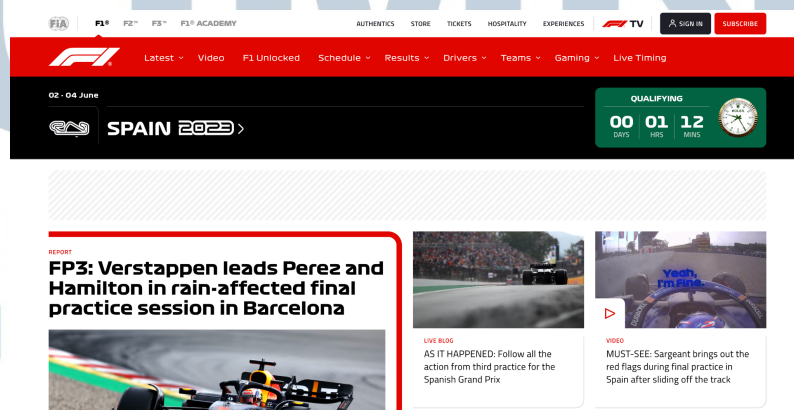 FIA
F1® F2™ F3™ F1® ACADEMY AUTHENTICS STORE TICKETS HOSPITALITY EXPERIENCES F1 TV SIGN IN SUBSCRIBE
F1 Latest Video F1 Unlocked Schedule Results Drivers Teams Gaming Live Timing
02 - 04 June
SPAIN 2023
QUALIFYING
00 01 12
DAYS HRS MINS
ROLEX
REPORT
FP3: Verstappen leads Perez and
Hamilton in rain-affected final
practice session in Barcelona
LIVE BLOG
AS IT HAPPENED: Follow all the
action from third practice for the
Spanish Grand Prix
Yeah,
I'm Fine.
DURACELL
VIDEO
MUST-SEE: Sargeant brings out the
red flags during final practice in
Spain after sliding off the track